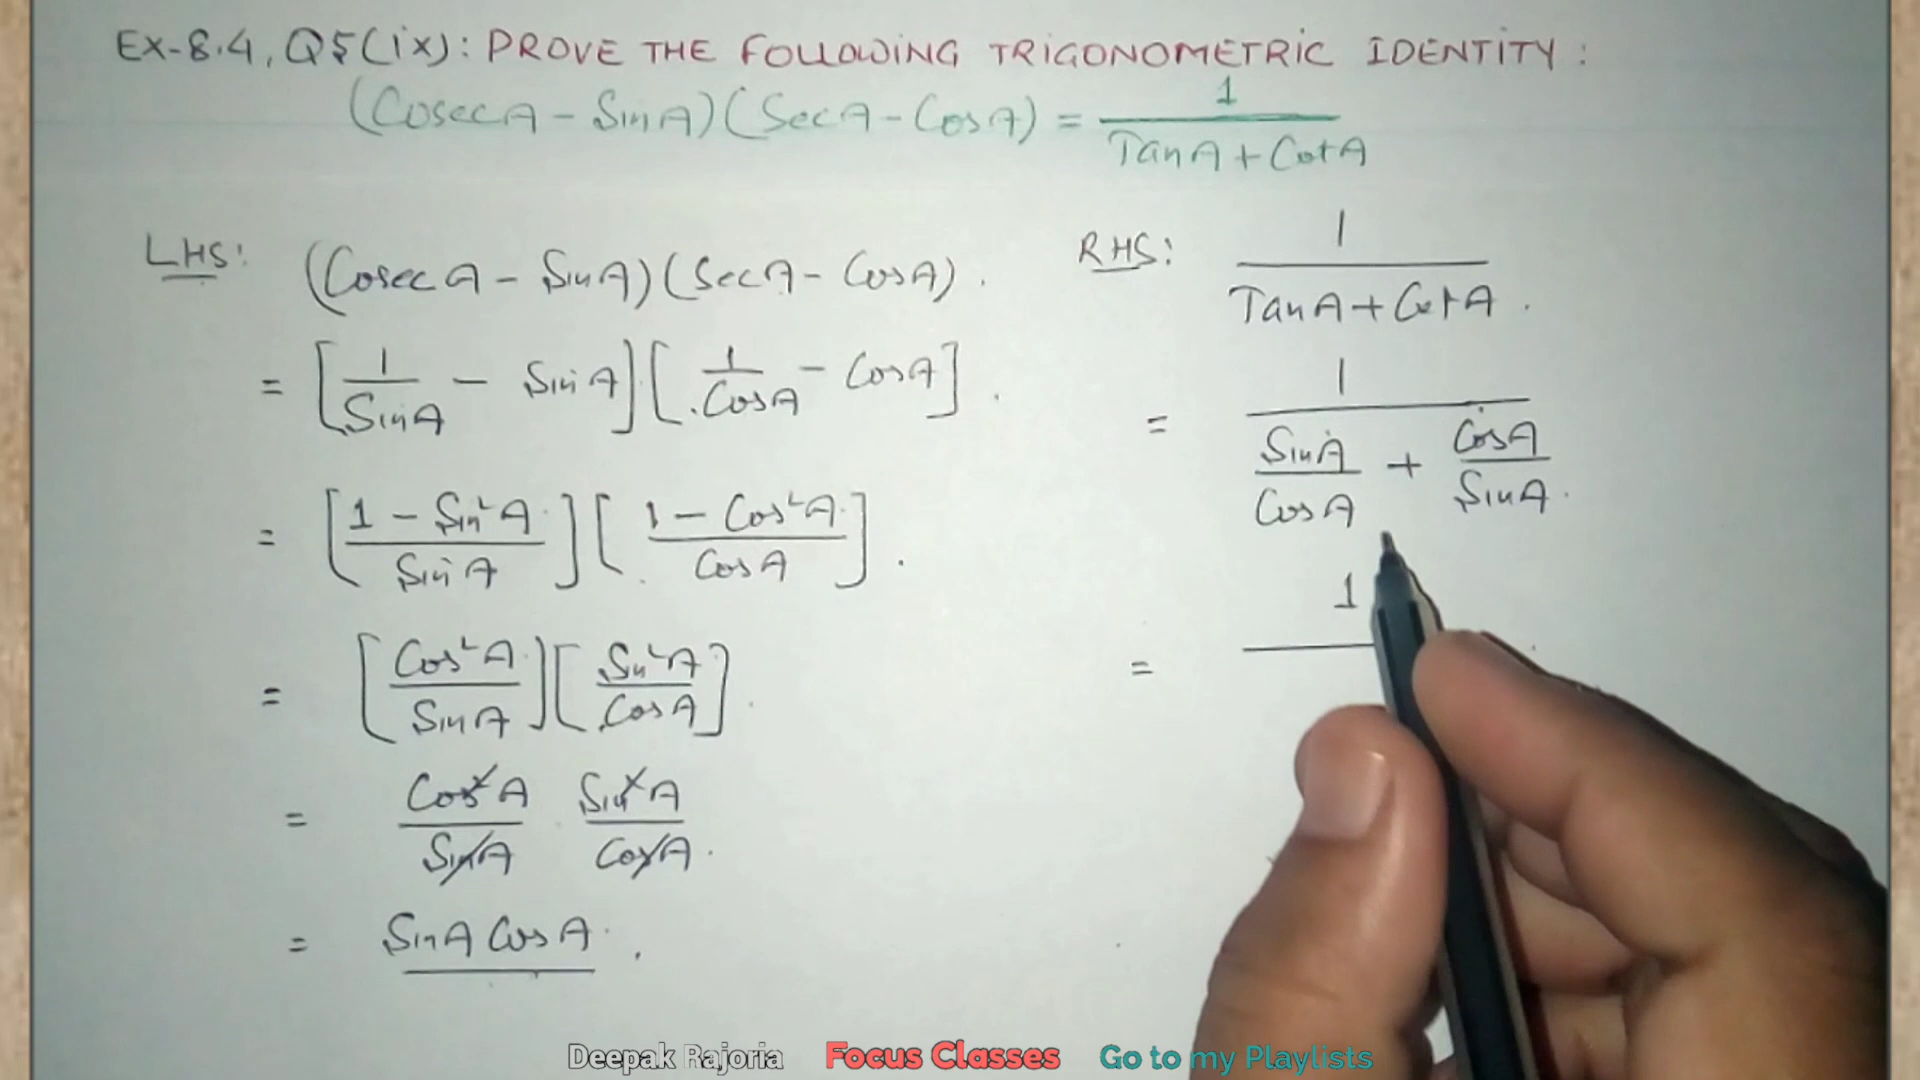 EX-8.4, Q5(ix): PROVE THE FOLLOWING TRIGONOMETRIC IDENTITY:
(CosecA - SinA)(SecA - CosA) = 1/(TanA + CotA)
LHS: (CosecA - SinA)(SecA - CosA).
= [1/SinA - SinA][1/CosA - CosA].
= [(1 - Sin²A)/SinA][(1 - Cos²A)/CosA].
= [Cos²A/SinA][Sin²A/CosA].
= Cos²A/SinA . Sin²A/CosA.
= SinA CosA.
RHS: 1/(TanA + CotA).
= 1/(SinA/CosA + CosA/SinA).
= 1
Deepak Rajoria Focus Classes Go to my Playlists